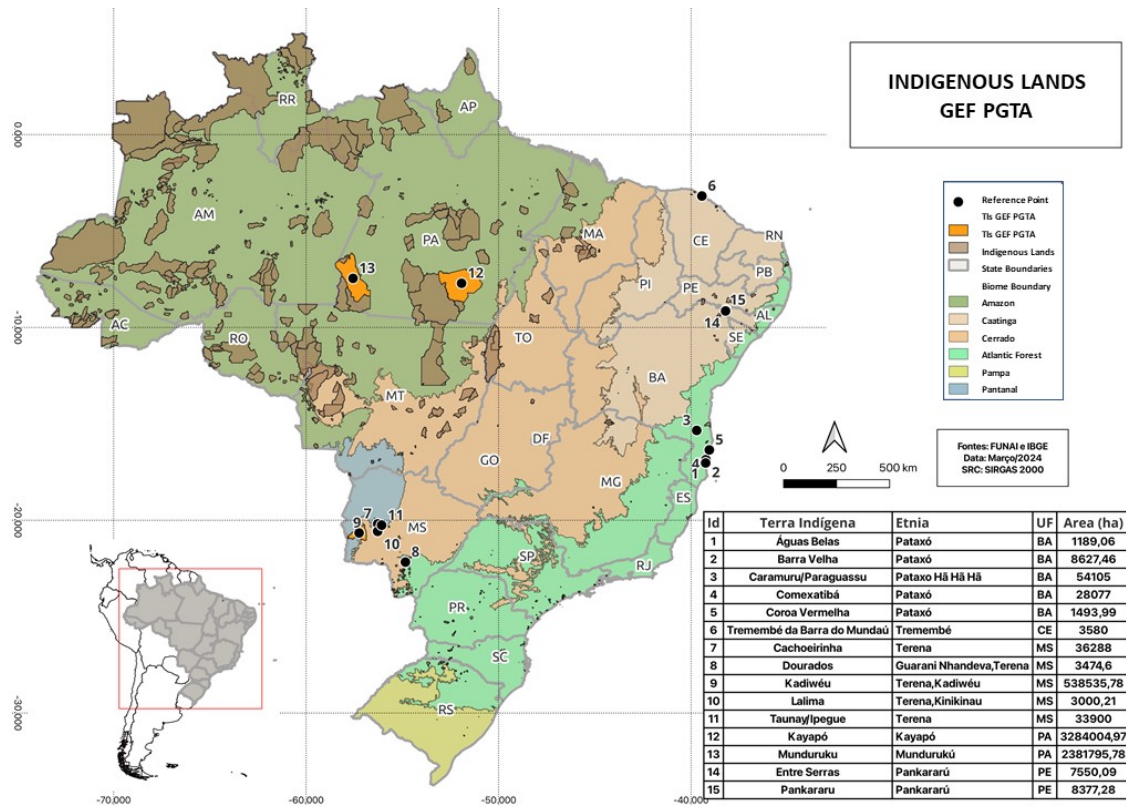 INDIGENOUS LANDS
GEF PGTA
Reference Point
TIs GEF PGTA
TIs GEF PGTA
Indigenous Lands
State Boundaries
Biome Boundary
Amazon
Caatinga
Cerrado
Atlantic Forest
Pampa
Pantanal
0 250 500 km
Fontes: FUNAI e IBGE
Data: Março/2024
SRC: SIRGAS 2000
RR
AP
AM
PA
MA
CE
RN
PB
PI
PE
AL
SE
AC
RO
TO
BA
MT
DF
GO
MG
ES
MS
SP
RJ
PR
SC
RS
6
13
12
15
14
3
5
4
1
2
7
11
9
10
8
0,000
-10,000
-20,000
-30,000
-70,000
-60,000
-50,000
-40,000
Id Terra Indígena Etnia UF Area (ha)
1 Águas Belas Pataxó BA 1189,06
2 Barra Velha Pataxó BA 8627,46
3 Caramuru/Paraguassu Pataxo Hã Hã Hã BA 54105
4 Comexatibá Pataxó BA 28077
5 Coroa Vermelha Pataxó BA 1493,99
6 Tremembé da Barra do Mundaú Tremembé CE 3580
7 Cachoeirinha Terena MS 36288
8 Dourados Guarani Nhandeva,Terena MS 3474,6
9 Kadiwéu Terena,Kadiwéu MS 538535,78
10 Lalima Terena,Kinikinau MS 3000,21
11 Taunay/Ipegue Terena MS 33900
12 Kayapó Kayapó PA 3284004,97
13 Munduruku Mundurukú PA 2381795,78
14 Entre Serras Pankararú PE 7550,09
15 Pankararu Pankararú PE 8377,28